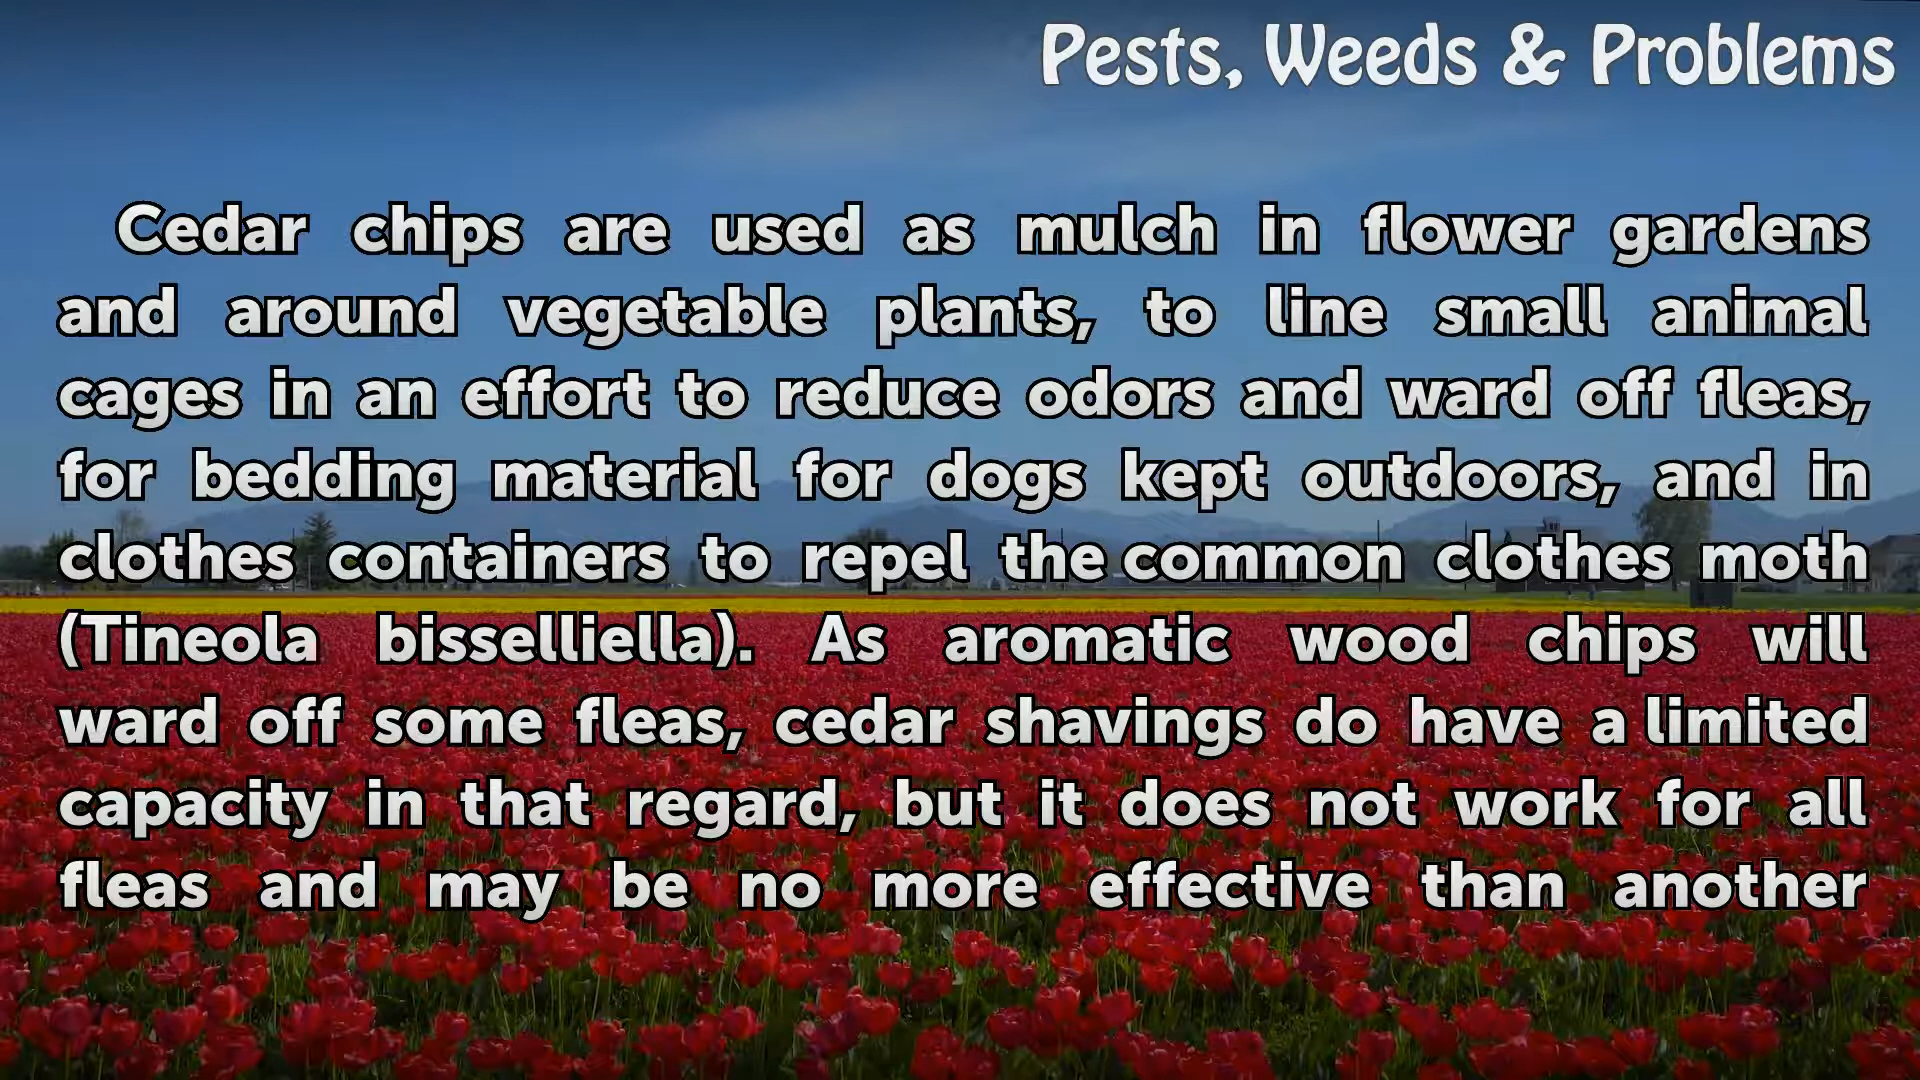 Pests, Weeds & Problems
Cedar chips are used as mulch in flower gardens
and around vegetable plants, to line small animal
cages in an effort to reduce odors and ward off fleas,
for bedding material for dogs kept outdoors, and in
clothes containers to repel the common clothes moth
(Tineola bisselliella). As aromatic wood chips will
ward off some fleas, cedar shavings do have a limited
capacity in that regard, but it does not work for all
fleas and may be no more effective than another